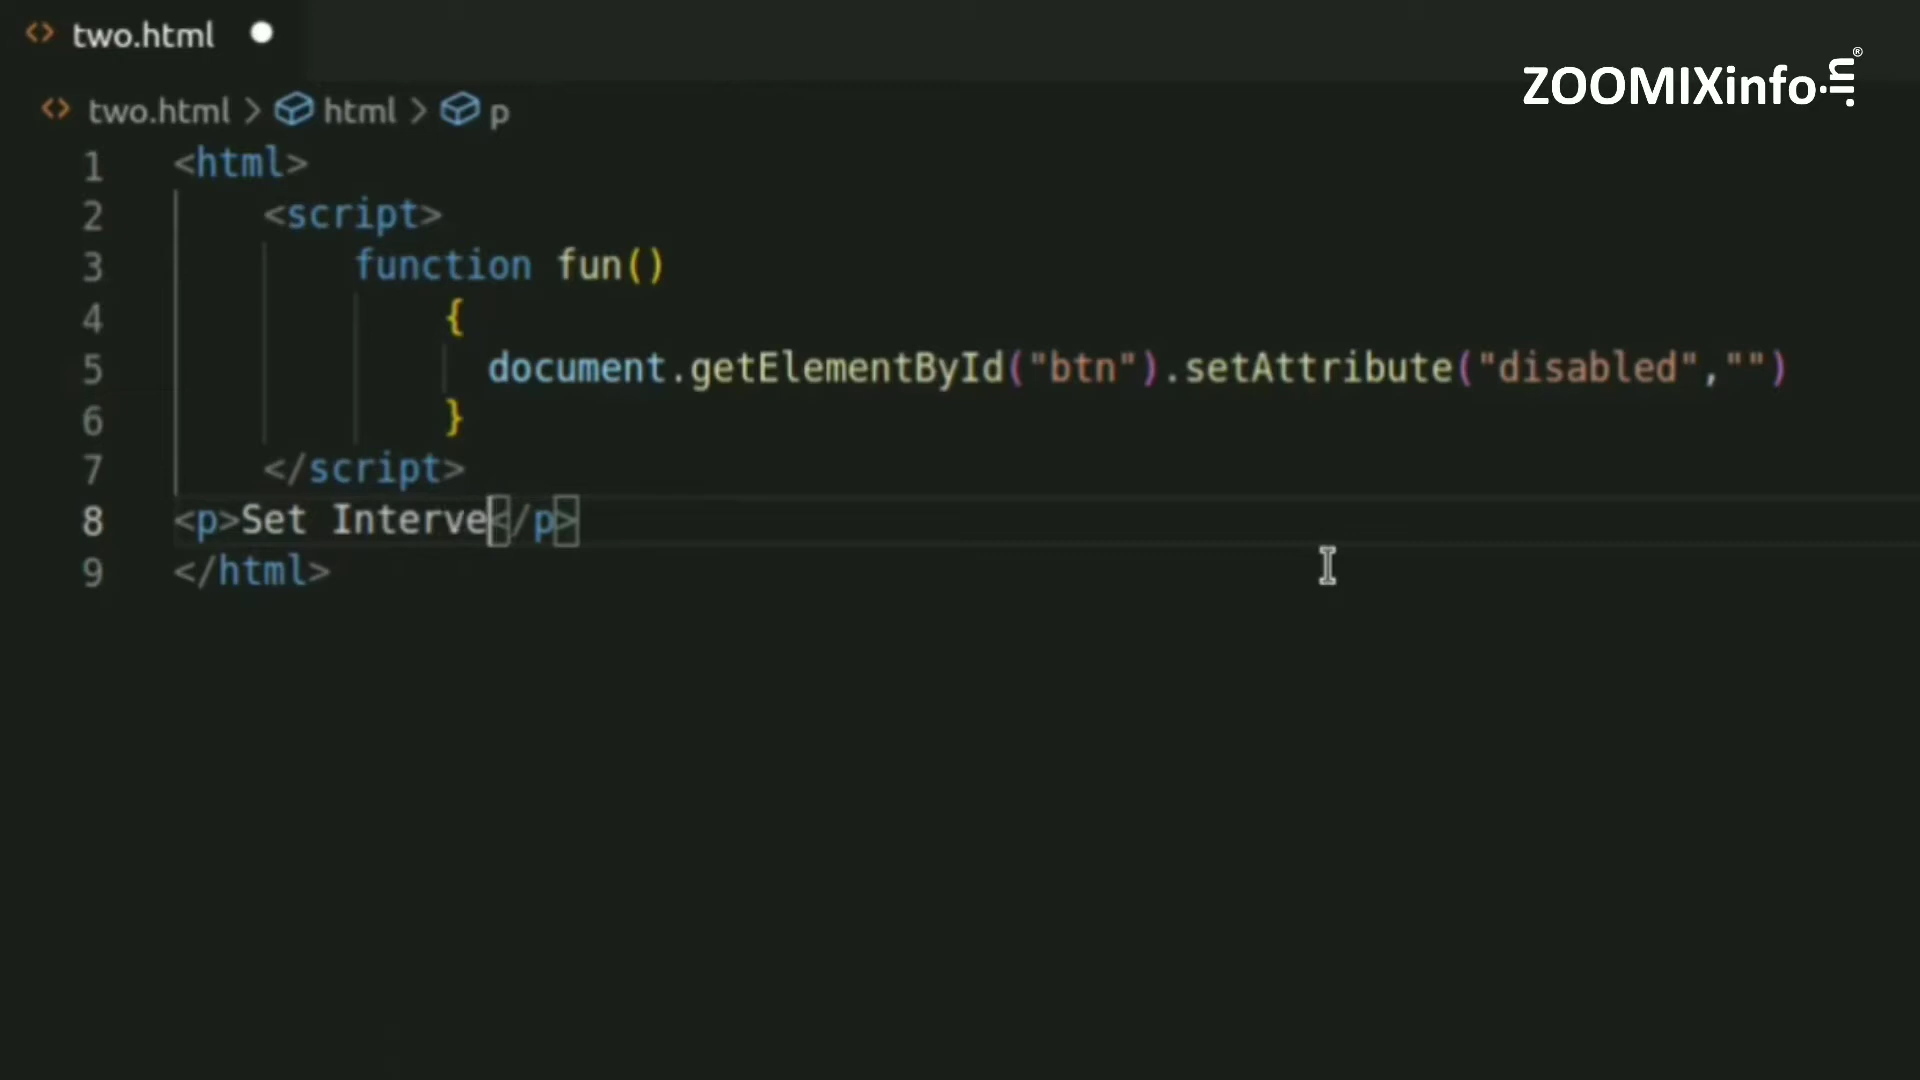 two.html
ZOOMIXinfo.in®
two.html > html > p
1 <html>
2 <script>
3 function fun()
4 {
5 document.getElementById("btn").setAttribute("disabled","")
6 }
7 </script>
8 <p>Set Interve</p>
9 </html>